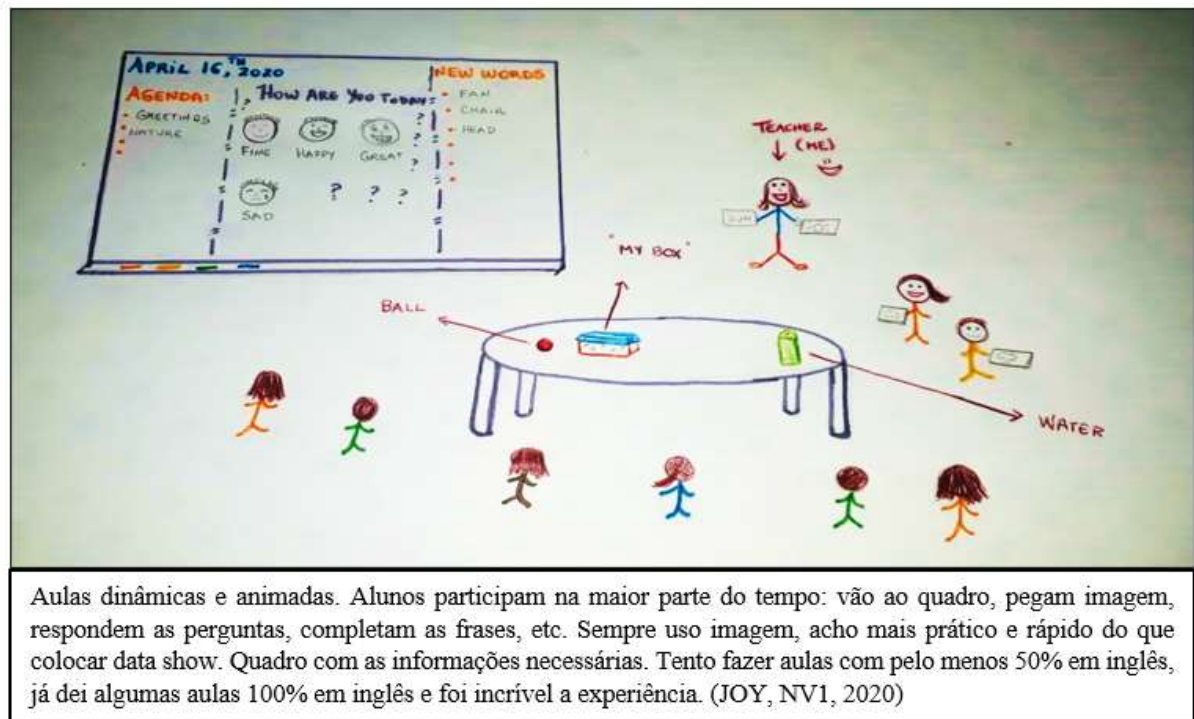 APRIL 16,TH 2020
AGENDA:
• GREETINGS
• NATURE
HOW ARE YOU TODAY?
FINE HAPPY GREAT
SAD ? ? ?
NEW WORDS
• FAN
• CHAIR
• HEAD
TEACHER
(ME)
"MY BOX"
BALL
WATER
Aulas dinâmicas e animadas. Alunos participam na maior parte do tempo: vão ao quadro, pegam imagem,
respondem as perguntas, completam as frases, etc. Sempre uso imagem, acho mais prático e rápido do que
colocar data show. Quadro com as informações necessárias. Tento fazer aulas com pelo menos 50% em inglês,
já dei algumas aulas 100% em inglês e foi incrível a experiência. (JOY, NV1, 2020)